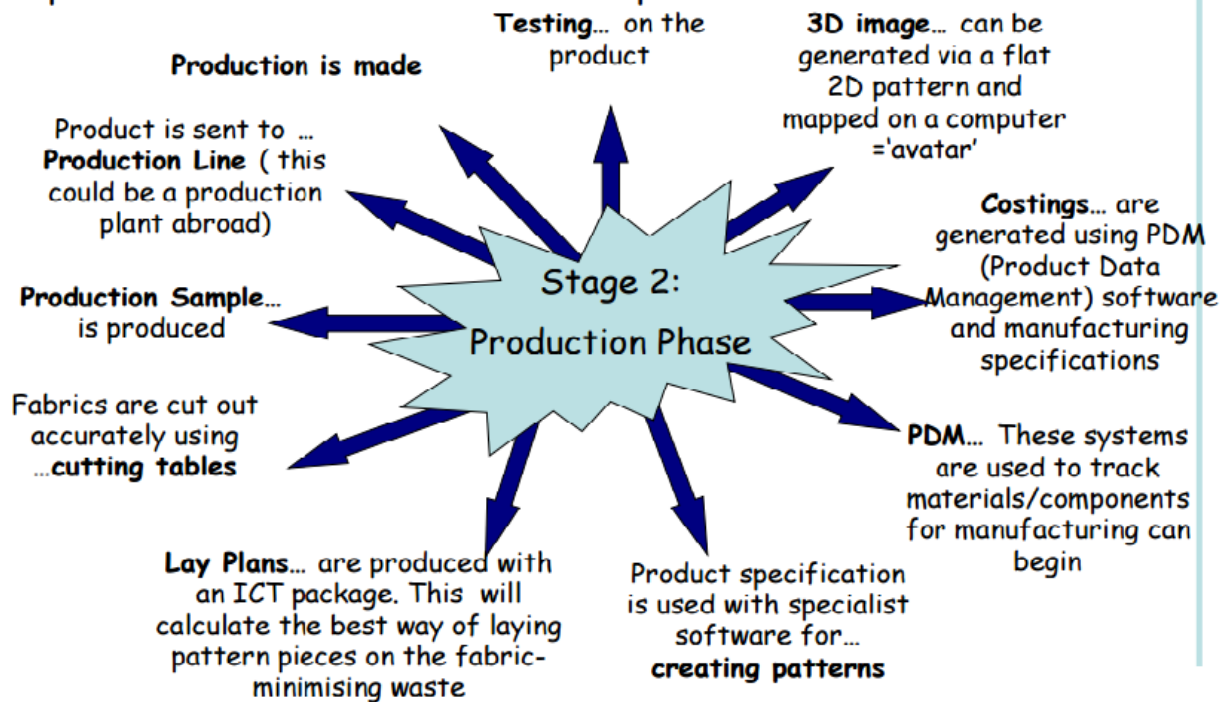 Testing... on the
product
3D image... can be
generated via a flat
2D pattern and
mapped on a computer
='avatar'
Costings... are
generated using PDM
(Product Data
Management) software
and manufacturing
specifications
PDM... These systems
are used to track
materials/components
for manufacturing can
begin
Product specification
is used with specialist
software for...
creating patterns
Lay Plans... are produced with
an ICT package. This will
calculate the best way of laying
pattern pieces on the fabric-
minimising waste
Fabrics are cut out
accurately using
...cutting tables
Production Sample...
is produced
Product is sent to ...
Production Line ( this
could be a production
plant abroad)
Production is made
Stage 2:
Production Phase